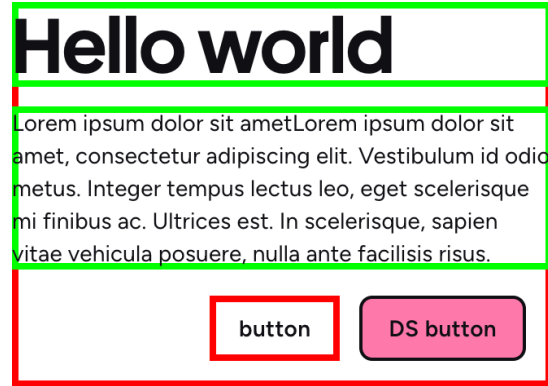 Hello world
Lorem ipsum dolor sit ametLorem ipsum dolor sit
amet, consectetur adipiscing elit. Vestibulum id odio
metus. Integer tempus lectus leo, eget scelerisque
mi finibus ac. Ultrices est. In scelerisque, sapien
vitae vehicula posuere, nulla ante facilisis risus.
button DS button